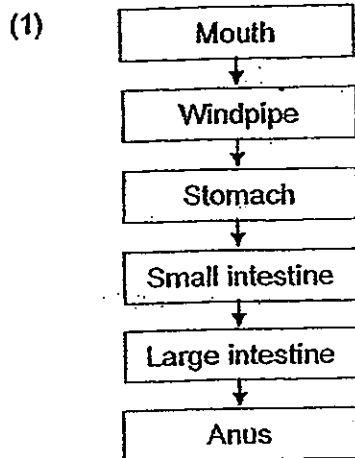 (1)
Mouth
Windpipe
Stomach
Small intestine
Large intestine
Anus